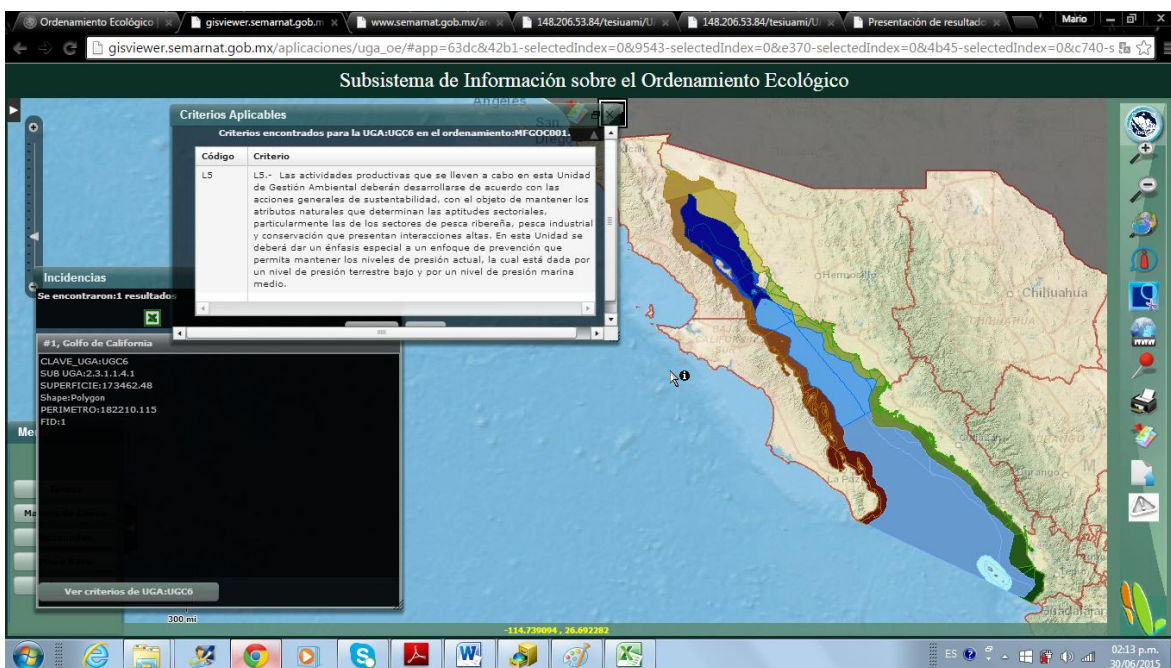 Ordenamiento Ecológico
gisviewer.semarnat.gob.m
www.semarnat.gob.mx/ar
148.206.53.84/tesiuami/U
148.206.53.84/tesiuami/U
Presentación de resultado
Mario
gisviewer.semarnat.gob.mx/aplicaciones/uga_oe/#app=63dc&42b1-selectedIndex=0&9543-selectedIndex=0&e370-selectedIndex=0&4b45-selectedIndex=0&c740-s
Subsistema de Información sobre el Ordenamiento Ecológico
Criterios Aplicables
Criterios encontrados para la UGA:UGC6 en el ordenamiento:MFGOC001.
Código Criterio
L5 L5.- Las actividades productivas que se lleven a cabo en esta Unidad
de Gestión Ambiental deberán desarrollarse de acuerdo con las
acciones generales de sustentabilidad, con el objeto de mantener los
atributos naturales que determinan las aptitudes sectoriales,
particularmente las de los sectores de pesca ribereña, pesca industrial
y conservación que presentan interacciones altas. En esta Unidad se
deberá dar un énfasis especial a un enfoque de prevención que
permita mantener los niveles de presión actual, la cual está dada por
un nivel de presión terrestre bajo y por un nivel de presión marina
medio.
Incidencias
Se encontraron:1 resultados
#1, Golfo de California
CLAVE_UGA:UGC6
SUB UGA:2.3.1.1.4.1
SUPERFICIE:173462.48
Shape:Polygon
PERIMETRO:182210.115
FID:1
Ver criterios de UGA:UGC6
300 mi
Hermosillo
Chihuahua
CHIHUAHUA
BAJA
CALIFORNIA
SUR
Culiacán
DURANGO
Durango
La Paz
Tepic
Guadalajar
-114.739094 , 26.692282
ES
02:13 p.m.
30/06/2015